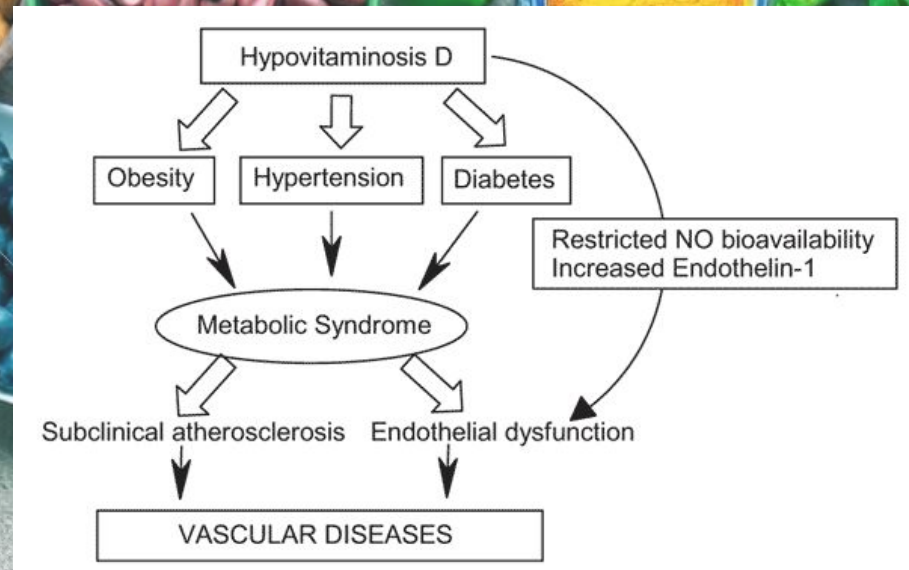 Hypovitaminosis D
Obesity
Hypertension
Diabetes
Restricted NO bioavailability
Increased Endothelin-1
Metabolic Syndrome
Subclinical atherosclerosis
Endothelial dysfunction
VASCULAR DISEASES